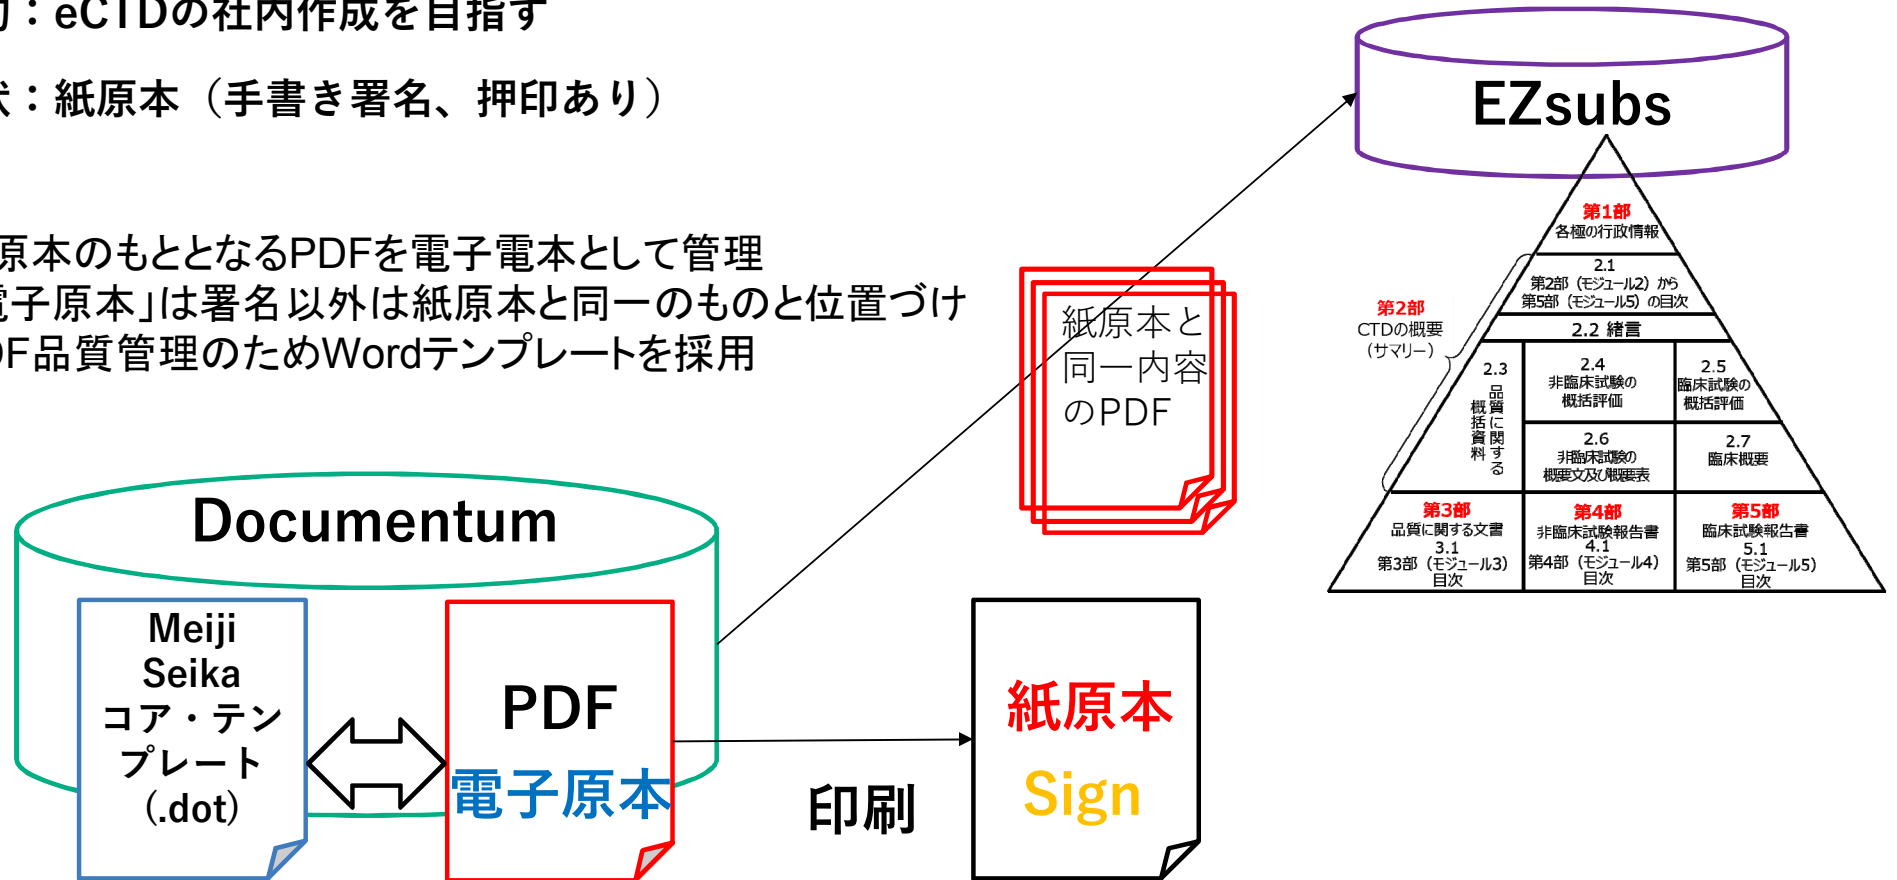 ：eCTDの社内作成を目指す
：紙原本（手書き署名、押印あり）
原本のもととなるPDFを電子電本として管理
電子原本」は署名以外は紙原本と同一のものと位置づけ
DF品質管理のためWordテンプレートを採用
Documentum
Meiji
Seika
コア・テン
プレート
(.dot)
PDF
電子原本
印刷
紙原本
Sign
紙原本と
同一内容
のPDF
EZsubs
第1部
各極の行政情報
2.1
第2部（モジュール2）から
第5部（モジュール5）の目次
2.2 緒言
第2部
CTDの概要
（サマリー）
2.3
品質に関する
概括資料
2.4
非臨床試験の
概括評価
2.5
臨床試験の
概括評価
2.6
非臨床試験の
概要文及び概要表
2.7
臨床概要
第3部
品質に関する文書
3.1
第3部（モジュール3）
目次
第4部
非臨床試験報告書
4.1
第4部（モジュール4）
目次
第5部
臨床試験報告書
5.1
第5部（モジュール5）
目次